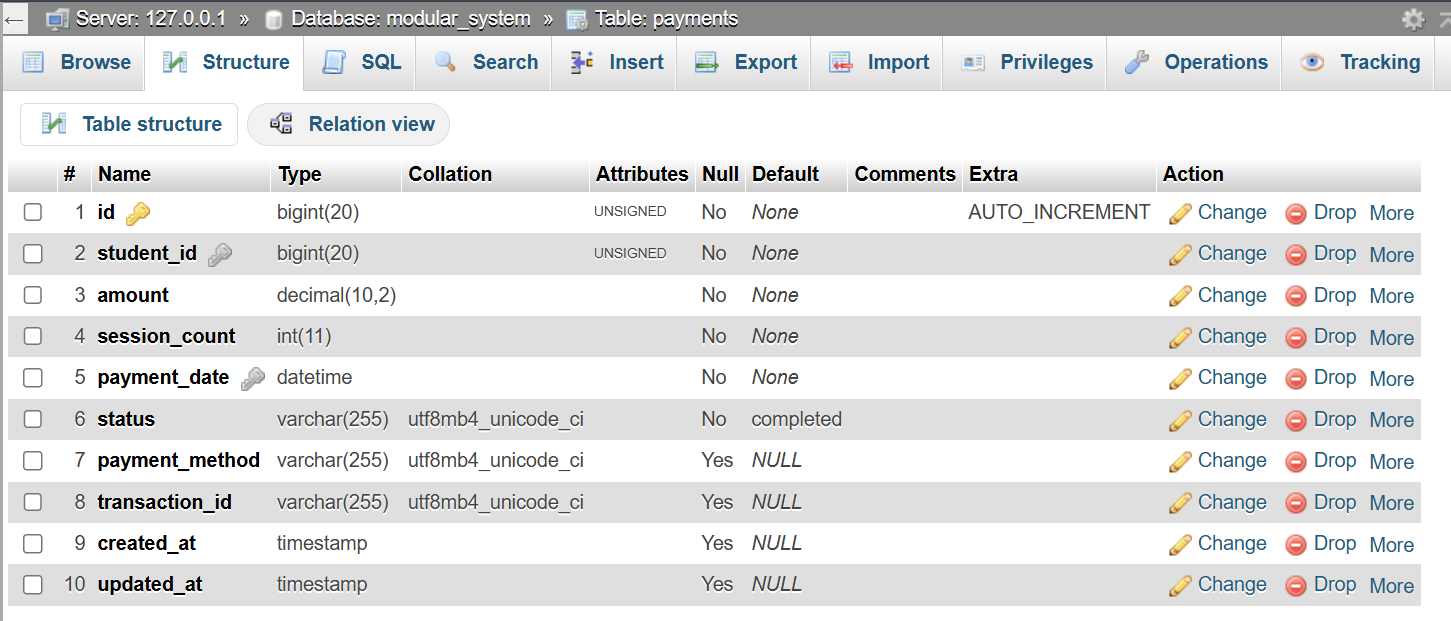 ← Server: 127.0.0.1 » Database: modular_system » Table: payments
Browse Structure SQL Search Insert Export Import Privileges Operations Tracking
Table structure Relation view
# Name Type Collation Attributes Null Default Comments Extra Action
1 id bigint(20) UNSIGNED No None AUTO_INCREMENT Change Drop More
2 student_id bigint(20) UNSIGNED No None Change Drop More
3 amount decimal(10,2) No None Change Drop More
4 session_count int(11) No None Change Drop More
5 payment_date datetime No None Change Drop More
6 status varchar(255) utf8mb4_unicode_ci No completed Change Drop More
7 payment_method varchar(255) utf8mb4_unicode_ci Yes NULL Change Drop More
8 transaction_id varchar(255) utf8mb4_unicode_ci Yes NULL Change Drop More
9 created_at timestamp Yes NULL Change Drop More
10 updated_at timestamp Yes NULL Change Drop More